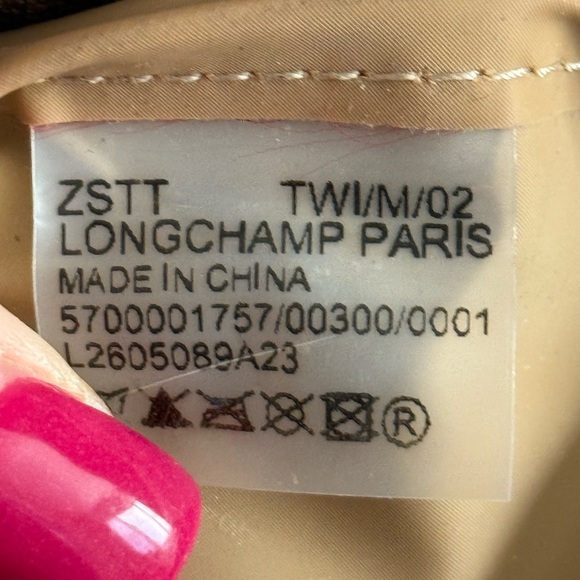 ZSTT TWI/M/02
LONGCHAMP PARIS
MADE IN CHINA
5700001757/00300/0001
L2605089A23
®